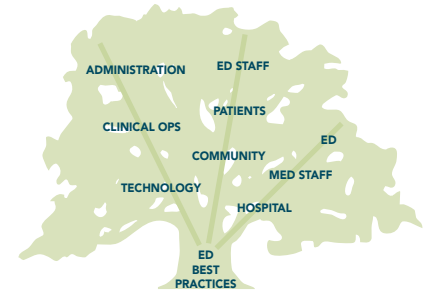 ADMINISTRATION
ED STAFF
PATIENTS
CLINICAL OPS
ED
COMMUNITY
MED STAFF
TECHNOLOGY
HOSPITAL
ED
BEST
PRACTICES